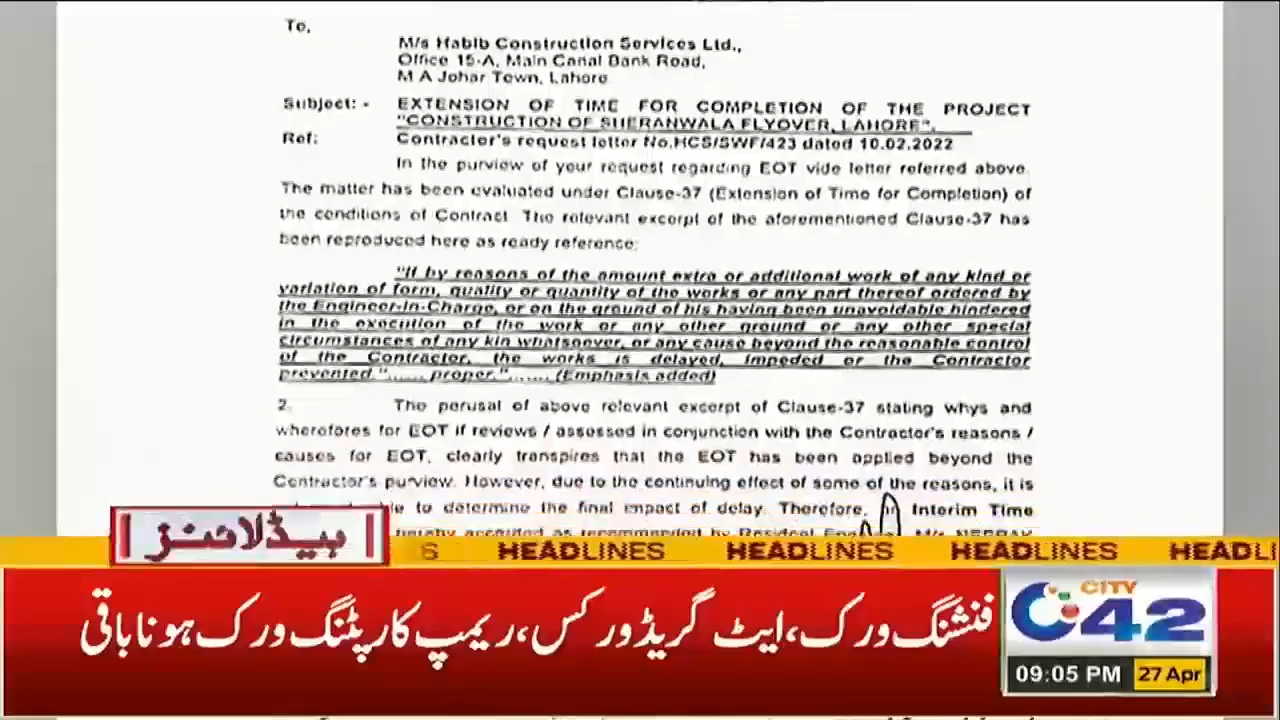 To,
M/s Habib Construction Services Ltd.,
Office 15-A, Main Canal Bank Road,
M A Johar Town, Lahore
Subject: - EXTENSION OF TIME FOR COMPLETION OF THE PROJECT
"CONSTRUCTION OF SHERANWALA FLYOVER, LAHORE".
Ref: Contractor's request letter No.HCS/SWF/423 dated 10.02.2022
In the purview of your request regarding EOT vide letter referred above.
The matter has been evaluated under Clause-37 (Extension of Time for Completion) of
the conditions of Contract. The relevant excerpt of the aforementioned Clause-37 has
been reproduced here as ready reference:
"If by reasons of the amount extra or additional work of any kind or
variation of form, quality or quantity of the works or any part thereof ordered by
the Engineer-in-Charge, or on the ground of his having been unavoidable hindered
in the execution of the work or any other ground or any other special
circumstances of any kin whatsoever, or any cause beyond the reasonable control
of the Contractor, the works is delayed, impeded or the Contractor
prevented."...... proper."....... (Emphasis added)
2. The perusal of above relevant excerpt of Clause-37 stating whys and
wherefores for EOT if reviews / assessed in conjunction with the Contractor's reasons /
causes for EOT, clearly transpires that the EOT has been applied beyond the
Contractor's purview. However, due to the continuing effect of some of the reasons, it is
to determine the final impact of delay. Therefore, in Interim Time
hereby accorded as recommended by Resident M/s NESPAK
ہیڈلائنز
S HEADLINES HEADLINES HEADLINES HEADLI
فنشنگ ورک، ایٹ گریڈ ورکس، ریمپ کارپٹنگ ورک ہونا باقی
CITY
42
09:05 PM 27 Apr